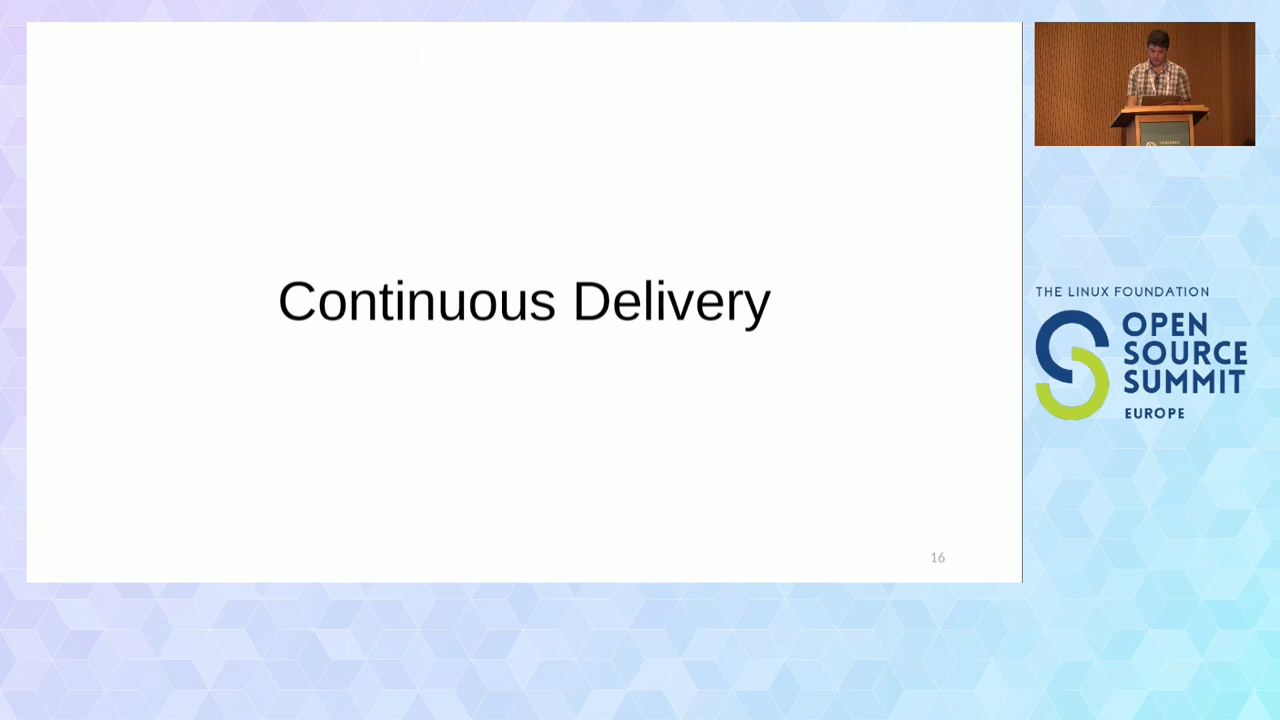 Continuous Delivery
16
THE LINUX FOUNDATION
OPEN
SOURCE
SUMMIT
EUROPE